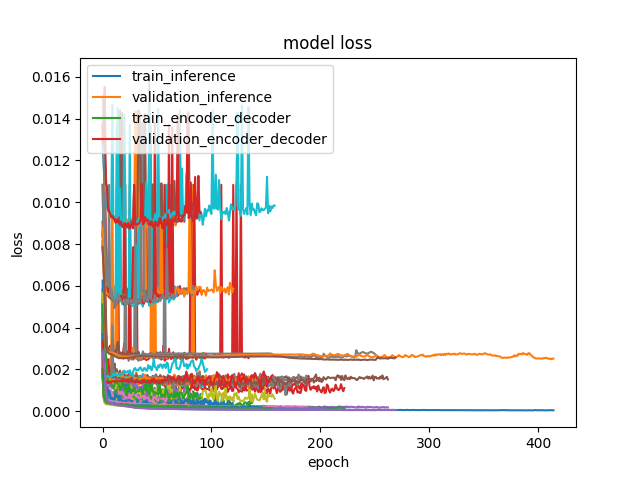 model loss
train_inference
validation_inference
train_encoder_decoder
validation_encoder_decoder
0.016
0.014
0.012
0.010
0.008
0.006
0.004
0.002
0.000
loss
0 100 200 300 400
epoch